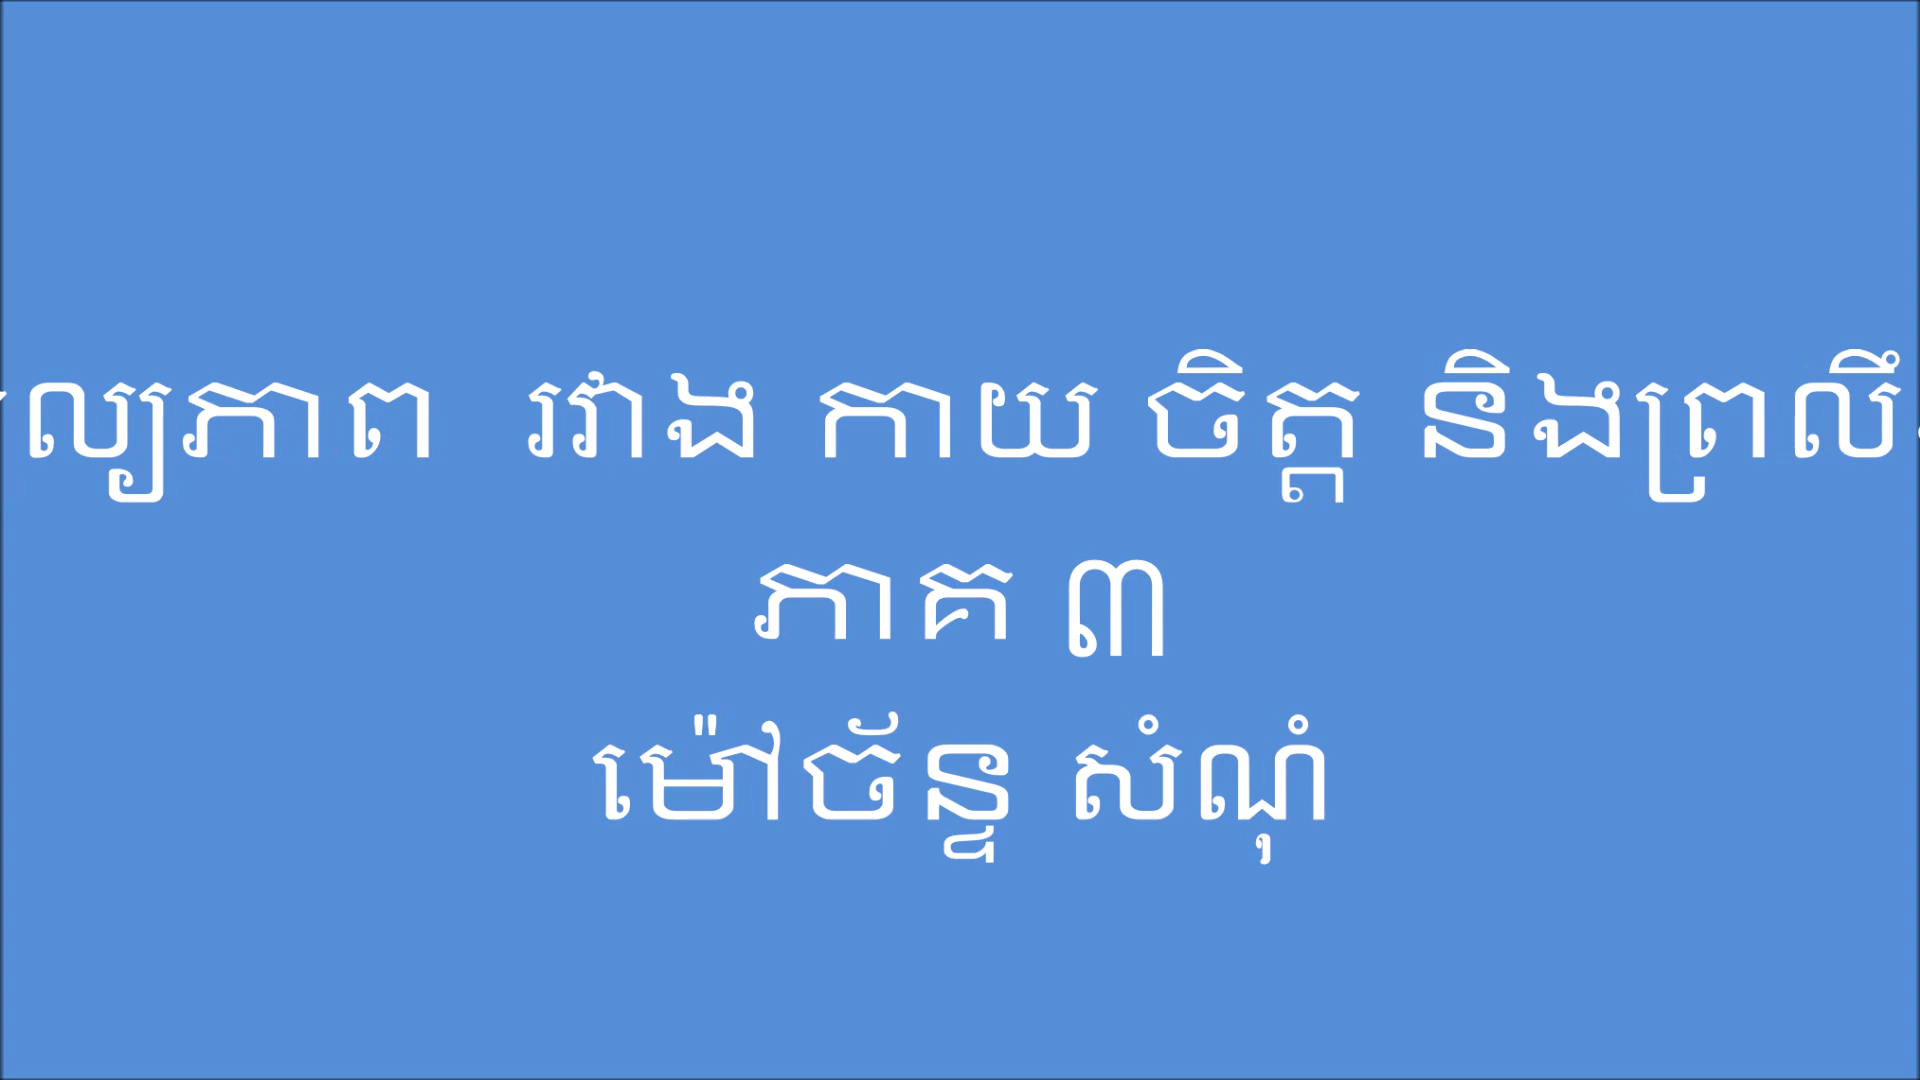 ល្យភាព រវ៉ាង កាយ ចិត្ត និងព្រលឹ
ភាគ ៣
ម៉ៅច័ន្ទ សំណុំ